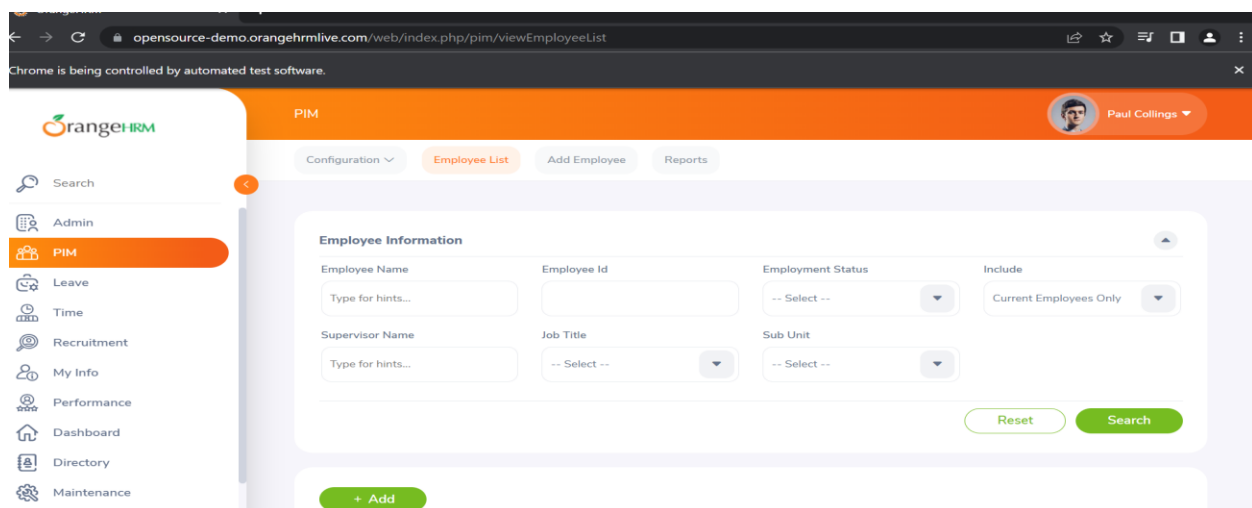 opensource-demo.orangehrmlive.com/web/index.php/pim/viewEmployeeList
Chrome is being controlled by automated test software.
OrangeHRM
PIM
Paul Collings
Configuration
Employee List
Add Employee
Reports
Search
Admin
PIM
Leave
Time
Recruitment
My Info
Performance
Dashboard
Directory
Maintenance
Employee Information
Employee Name
Employee Id
Employment Status
Include
Type for hints...
-- Select --
Current Employees Only
Supervisor Name
Job Title
Sub Unit
Type for hints...
-- Select --
-- Select --
Reset
Search
+ Add